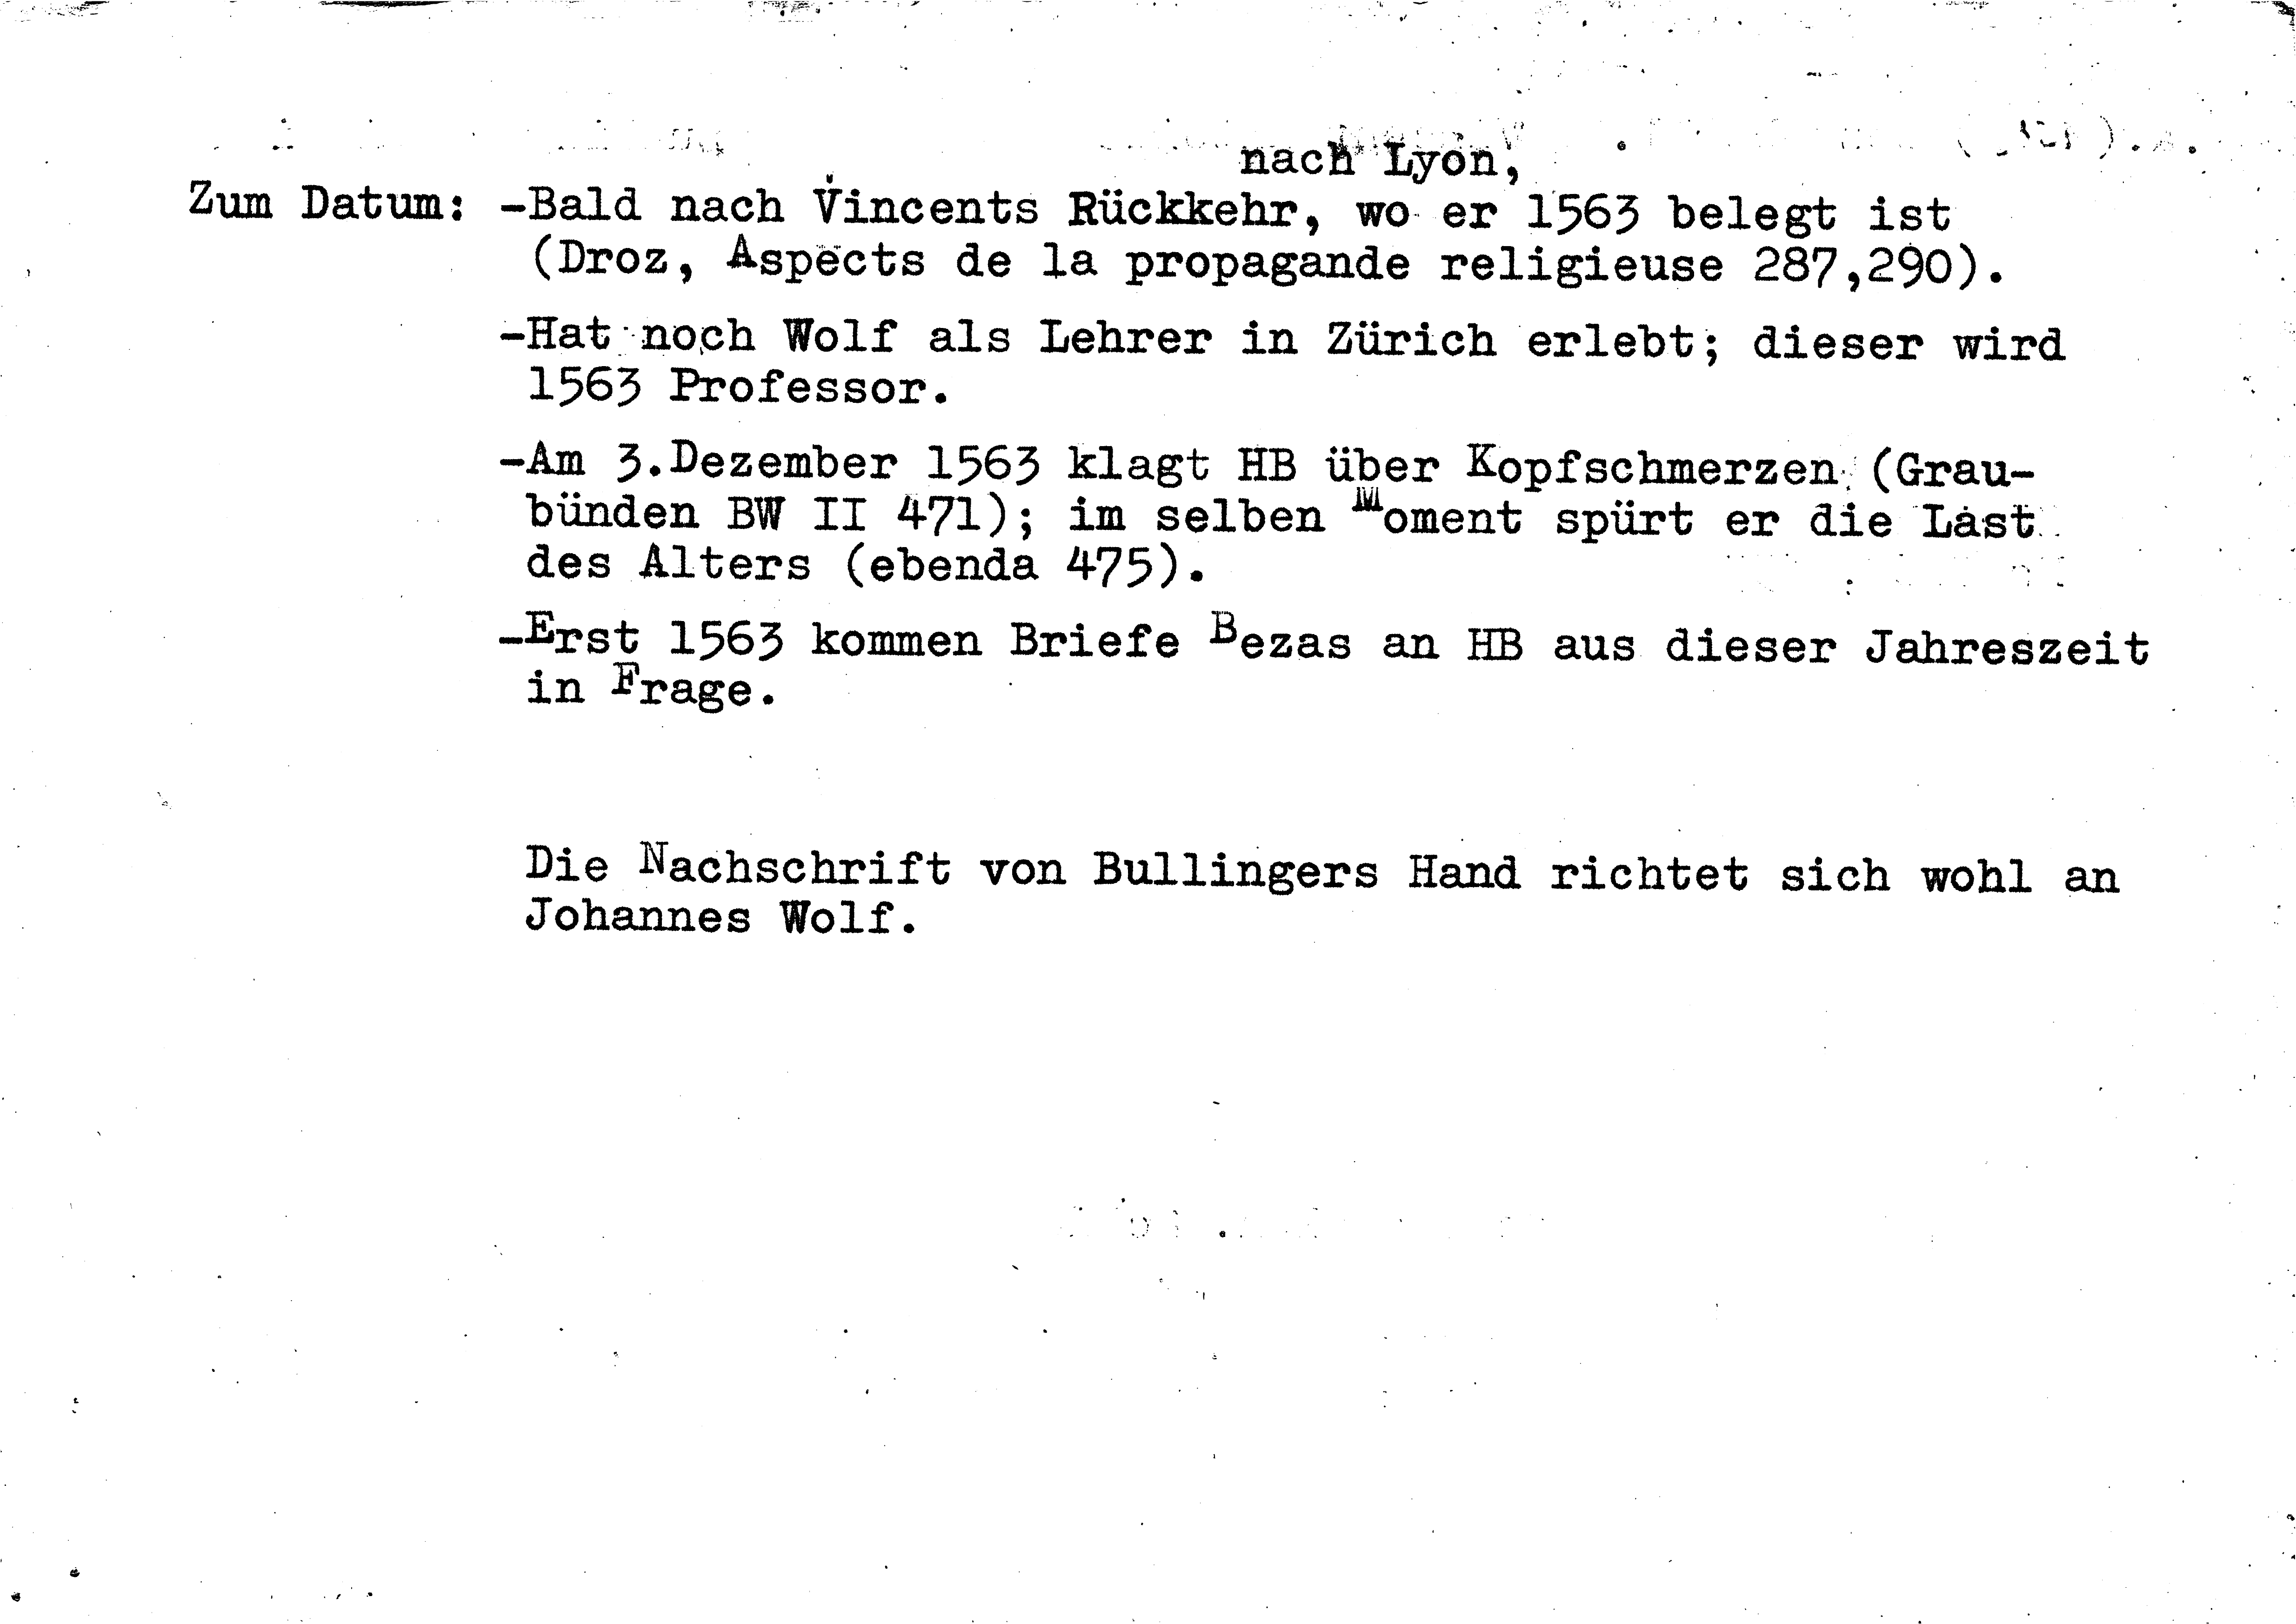 nach Lyon,
Zum Datum: -Bald nach Vincents Rückkehr, wo er 1563 belegt ist
(Droz, Aspects de la propagande religieuse 287,290).
-Hat noch Wolf als Lehrer in Zürich erlebt; dieser wird
1563 Professor.
-Am 3.Dezember 1563 klagt HB über Kopfschmerzen (Grau-
bünden BW II 471); im selben Moment spürt er die Last
des Alters (ebenda 475).
-Erst 1563 kommen Briefe Bezas an HB aus dieser Jahreszeit
in Frage.
Die Nachschrift von Bullingers Hand richtet sich wohl an
Johannes Wolf.